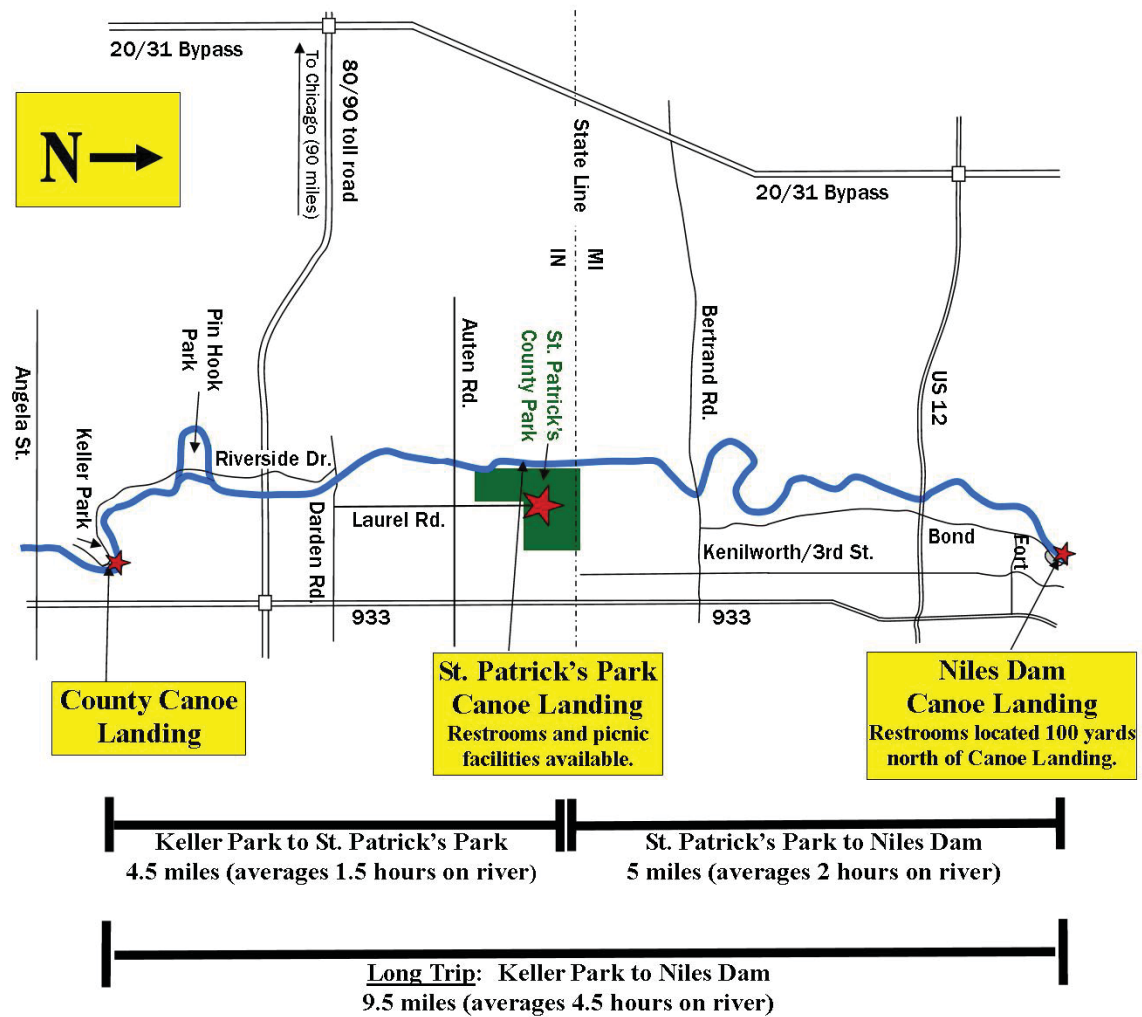 20/31 Bypass
To Chicago (90 miles)
80/90 toll road
State Line
IN
MI
20/31 Bypass
N
Angela St.
Keller Park
Pin Hook
Park
Riverside Dr.
Darden Rd.
Laurel Rd.
Auten Rd.
St. Patrick's
County Park
Bertrand Rd.
US 12
Kenilworth/3rd St.
Bond
Fort
933
933
County Canoe
Landing
St. Patrick's Park
Canoe Landing
Restrooms and picnic
facilities available.
Niles Dam
Canoe Landing
Restrooms located 100 yards
north of Canoe Landing.
Keller Park to St. Patrick's Park
4.5 miles (averages 1.5 hours on river)
St. Patrick's Park to Niles Dam
5 miles (averages 2 hours on river)
Long Trip: Keller Park to Niles Dam
9.5 miles (averages 4.5 hours on river)